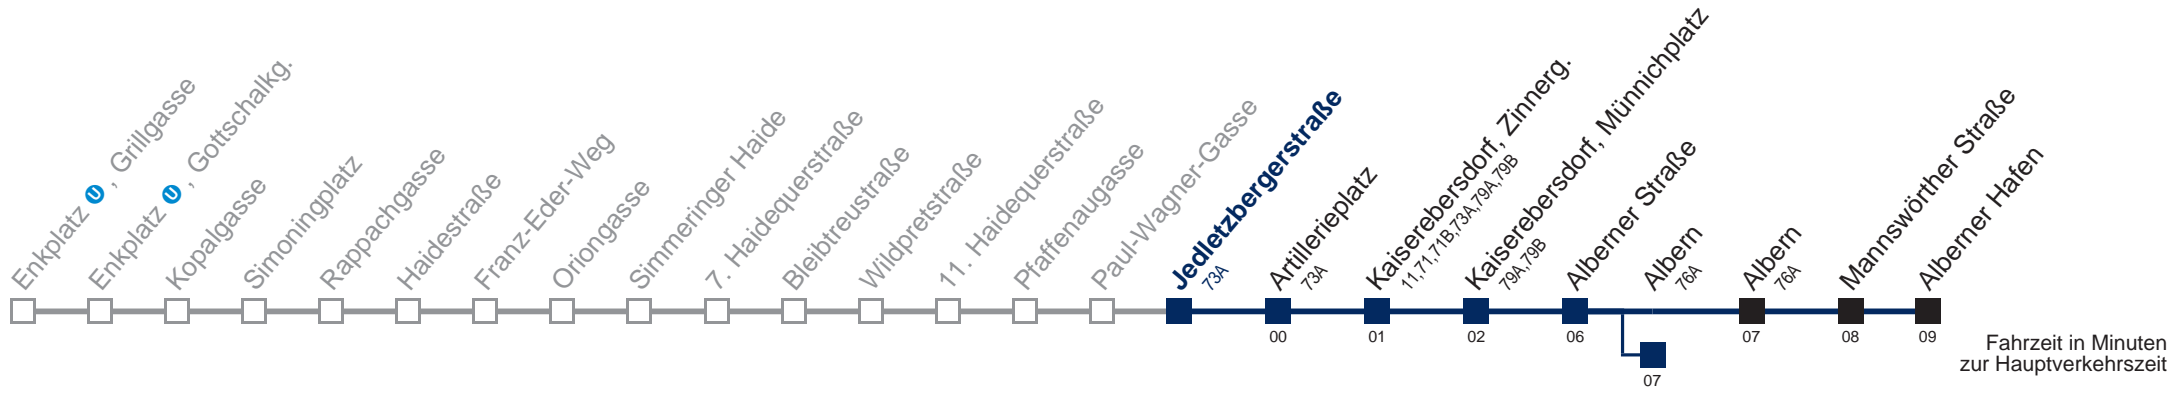 Enkplatz U , Grillgasse
Enkplatz U , Gottschalkg.
Kopalgasse
Simoningplatz
Rappachgasse
Haidestraße
Franz-Eder-Weg
Oriongasse
Simmeringer Haide
7. Haidequerstraße
Bleibtreustraße
Wildpretstraße
11. Haidequerstraße
Pfaffenaugasse
Paul-Wagner-Gasse
Jedletzbergerstraße
73A
Artillerieplatz
73A
Kaiserebersdorf, Zinnerg.
11,71,71B,73A,79A,79B
Kaiserebersdorf, Münnichplatz
79A,79B
Alberner Straße
Albern
76A
Albern
76A
Mannswörther Straße
Alberner Hafen
00
01
02
06
07
08
09
07
Fahrzeit in Minuten
zur Hauptverkehrszeit